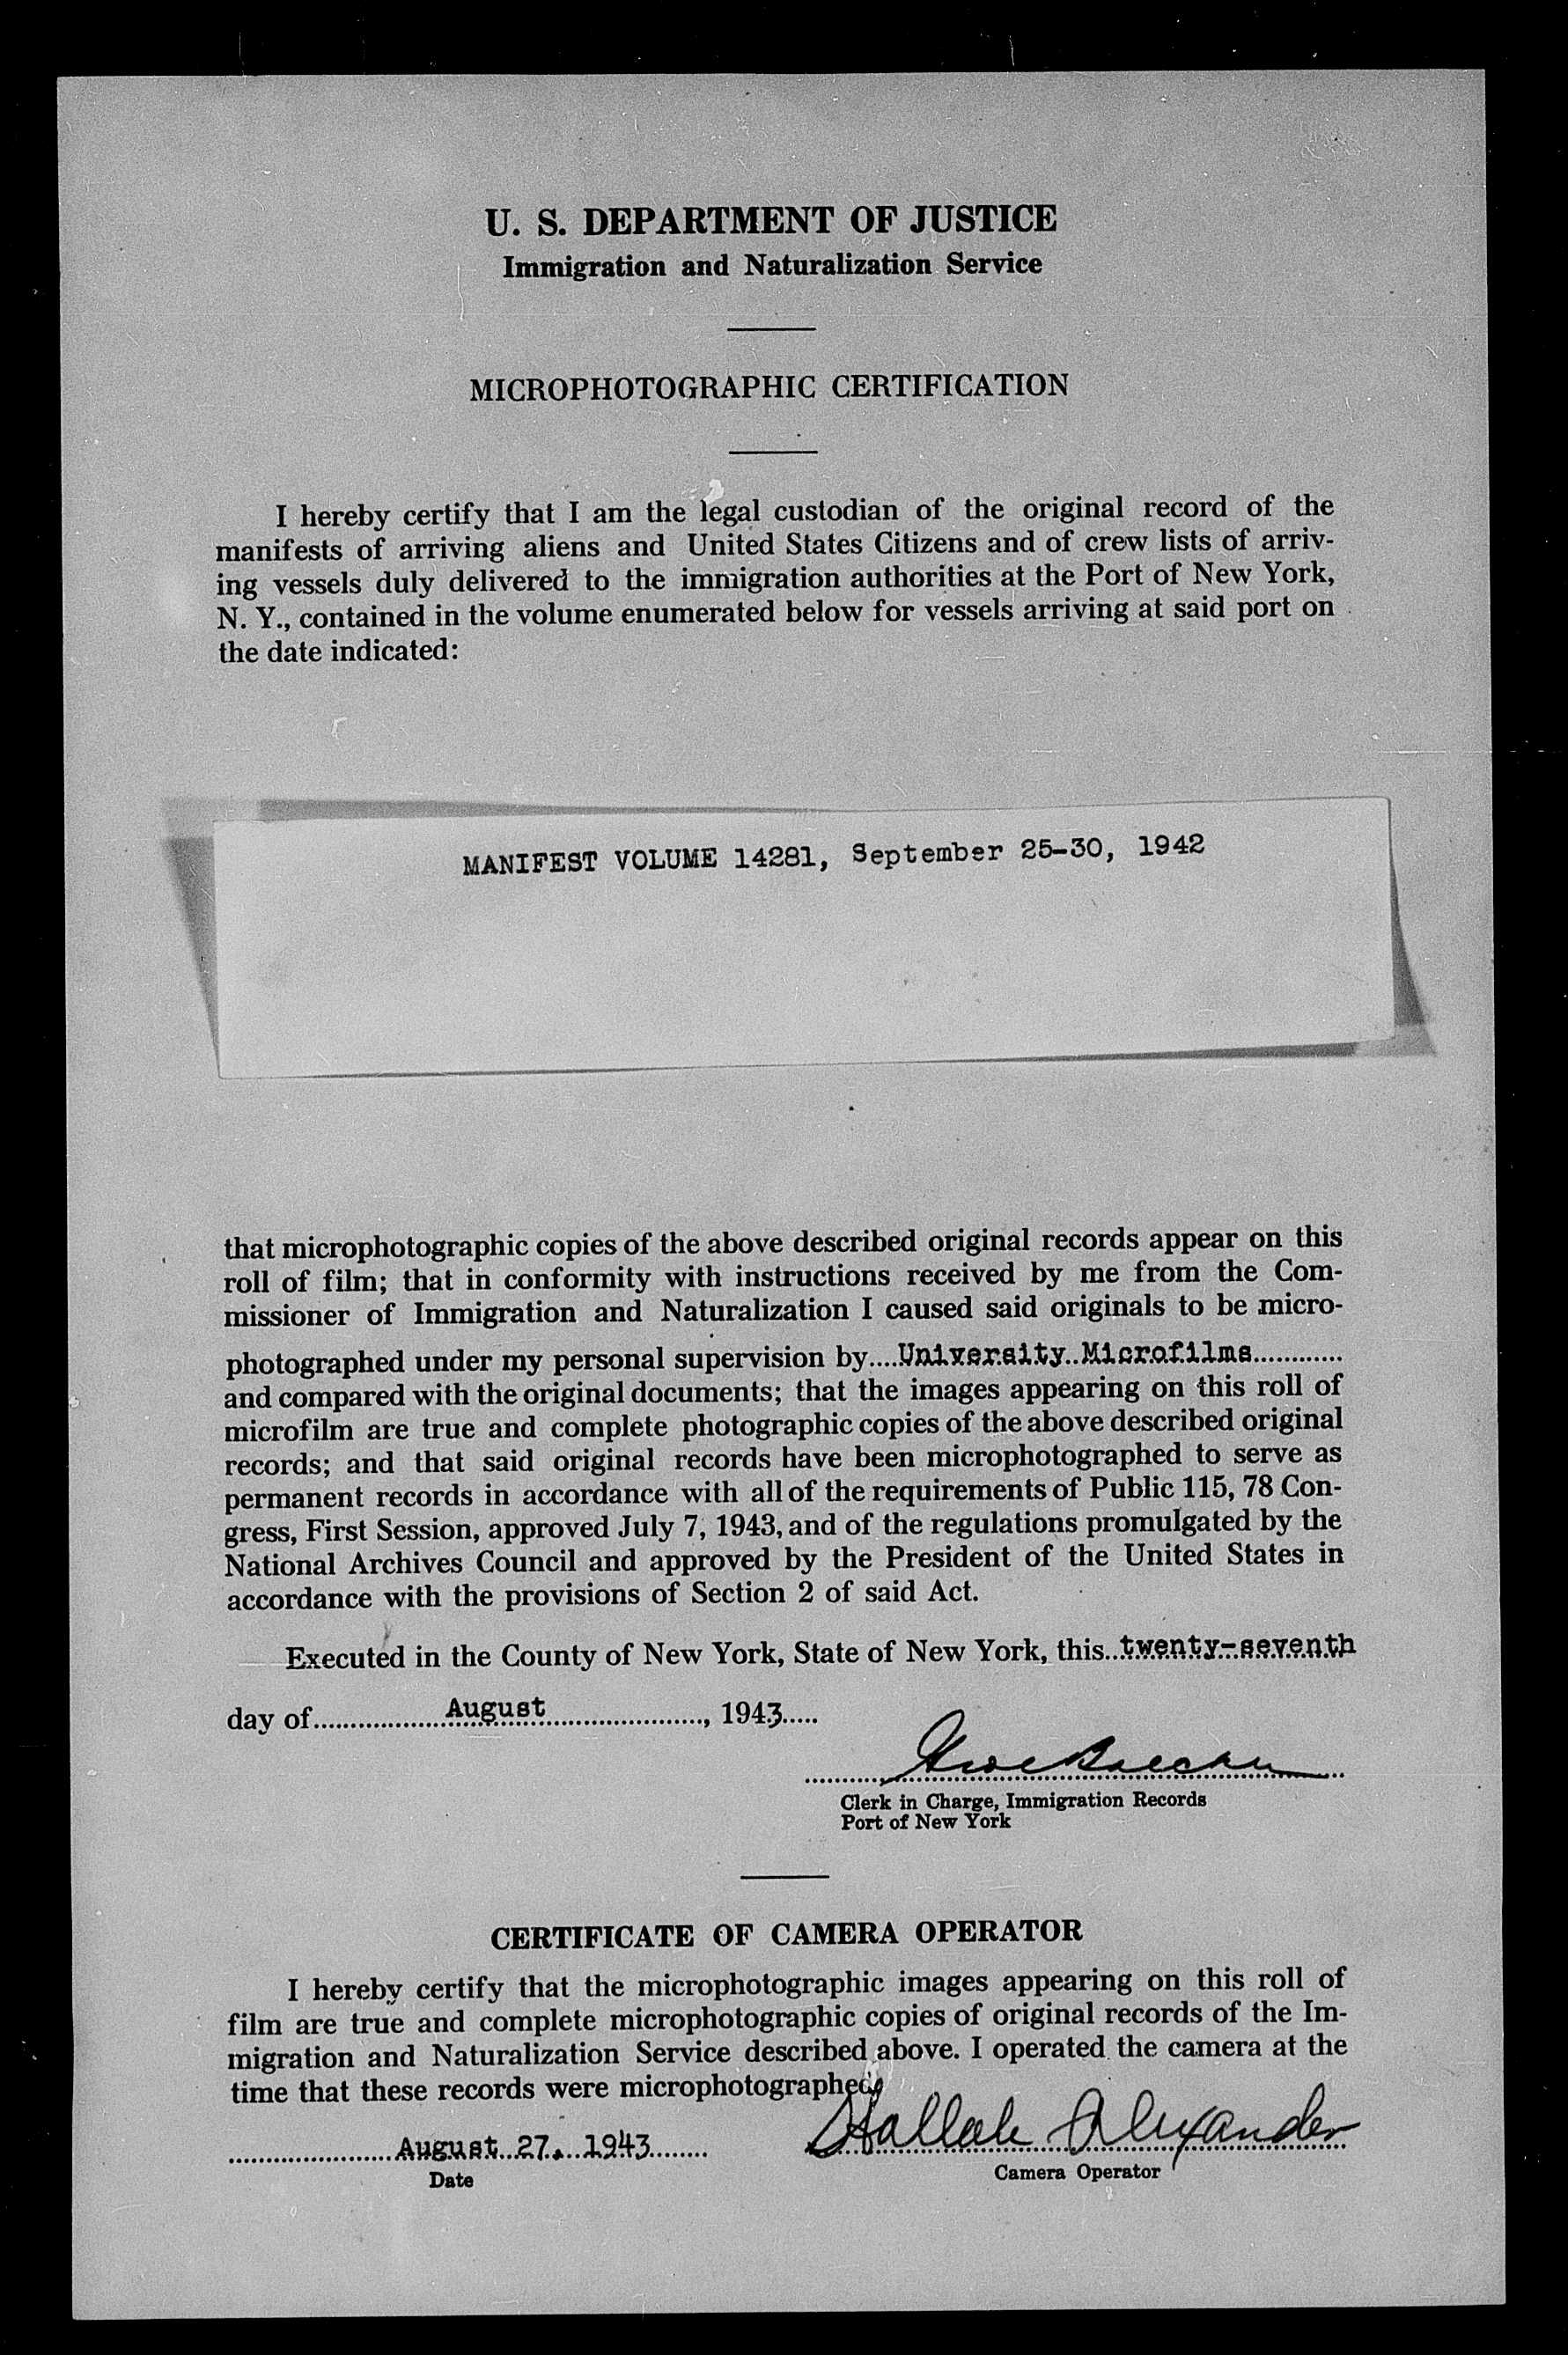 U. S. DEPARTMENT OF JUSTICE
Immigration and Naturalization Service
MICROPHOTOGRAPHIC CERTIFICATION
I hereby certify that I am the legal custodian of the original record of the
manifests of arriving aliens and United States Citizens and of crew lists of arriv-
ing vessels duly delivered to the immigration authorities at the Port of New York,
N. Y., contained in the volume enumerated below for vessels arriving at said port on
the date indicated:
MANIFEST VOLUME 14281, September 25-30, 1942
that microphotographic copies of the above described original records appear on this
roll of film; that in conformity with instructions received by me from the Com-
missioner of Immigration and Naturalization I caused said originals to be micro-
photographed under my personal supervision by....University Microfilms............
and compared with the original documents; that the images appearing on this roll of
microfilm are true and complete photographic copies of the above described original
records; and that said original records have been microphotographed to serve as
permanent records in accordance with all of the requirements of Public 115, 78 Con-
gress, First Session, approved July 7, 1943, and of the regulations promulgated by the
National Archives Council and approved by the President of the United States in
accordance with the provisions of Section 2 of said Act.
Executed in the County of New York, State of New York, this..twenty-seventh
day of..................August......................, 1943.....
Clerk in Charge, Immigration Records
Port of New York
CERTIFICATE OF CAMERA OPERATOR
I hereby certify that the microphotographic images appearing on this roll of
film are true and complete microphotographic copies of original records of the Im-
migration and Naturalization Service described above. I operated the camera at the
time that these records were microphotographed.
......................August 27, 1943........ Alexander
Date
Camera Operator